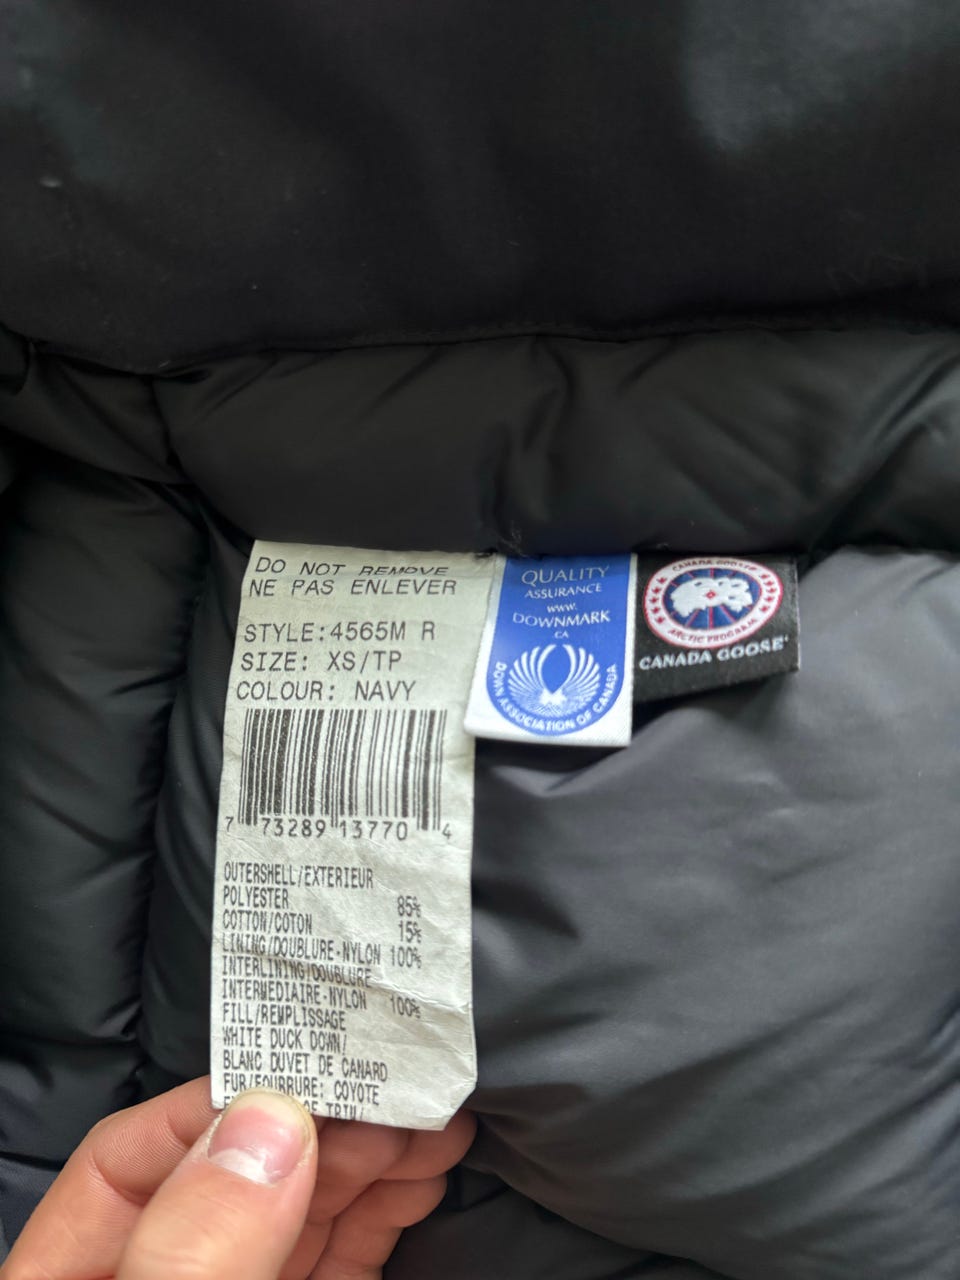 DO NOT REMOVE
NE PAS ENLEVER
STYLE:4565M R
SIZE: XS/TP
COLOUR: NAVY
7 73289 13770 4
OUTERSHELL/EXTERIEUR
POLYESTER 85%
COTTON/COTON 15%
LINING/DOUBLURE-NYLON 100%
INTERLINING/DOUBLURE
INTERMEDIAIRE-NYLON 100%
FILL/REMPLISSAGE
WHITE DUCK DOWN/
BLANC DUVET DE CANARD
FUR/FOURRURE: COYOTE
QUALITY
ASSURANCE
www.
DOWNMARK
CA
DOWN ASSOCIATION OF CANADA
CANADA GOOSE
ARCTIC PROGRAM
CANADA GOOSE